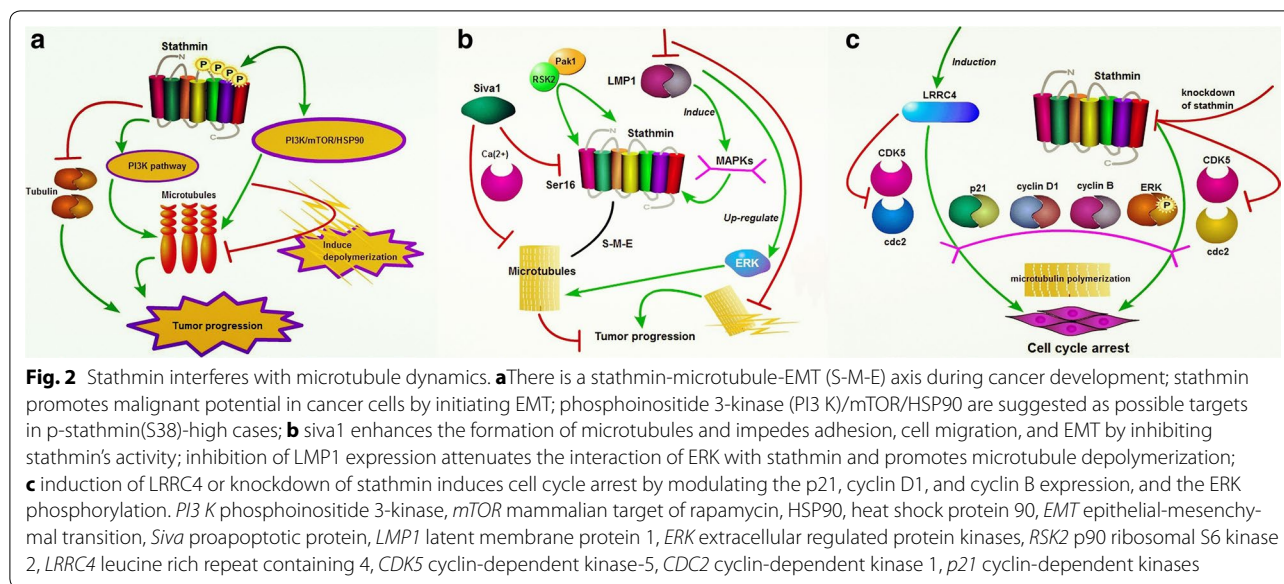 a
Stathmin
N
P P P P
C
PI3K/mTOR/HSP90
PI3K pathway
Tubulin
Microtubules
Induce
depolymerization
Tumor progression
b
Pak1
RSK2
Siva1
LMP1
Induce
N
Stathmin
Ca(2+)
MAPKs
Ser16
C
Up-regulate
S-M-E
ERK
Microtubules
Tumor progression
c
Induction
LRRC4
Stathmin
N
knockdown
of stathmin
C
CDK5
CDK5
p21
cyclin D1
cyclin B
ERK
P
cdc2
cdc2
microtubulin polymerization
Cell cycle arrest
Fig. 2 Stathmin interferes with microtubule dynamics. aThere is a stathmin-microtubule-EMT (S-M-E) axis during cancer development; stathmin
promotes malignant potential in cancer cells by initiating EMT; phosphoinositide 3-kinase (PI3 K)/mTOR/HSP90 are suggested as possible targets
in p-stathmin(S38)-high cases; b siva1 enhances the formation of microtubules and impedes adhesion, cell migration, and EMT by inhibiting
stathmin's activity; inhibition of LMP1 expression attenuates the interaction of ERK with stathmin and promotes microtubule depolymerization;
c induction of LRRC4 or knockdown of stathmin induces cell cycle arrest by modulating the p21, cyclin D1, and cyclin B expression, and the ERK
phosphorylation. PI3 K phosphoinositide 3-kinase, mTOR mammalian target of rapamycin, HSP90, heat shock protein 90, EMT epithelial-mesenchy-
mal transition, Siva proapoptotic protein, LMP1 latent membrane protein 1, ERK extracellular regulated protein kinases, RSK2 p90 ribosomal S6 kinase
2, LRRC4 leucine rich repeat containing 4, CDK5 cyclin-dependent kinase-5, CDC2 cyclin-dependent kinase 1, p21 cyclin-dependent kinases